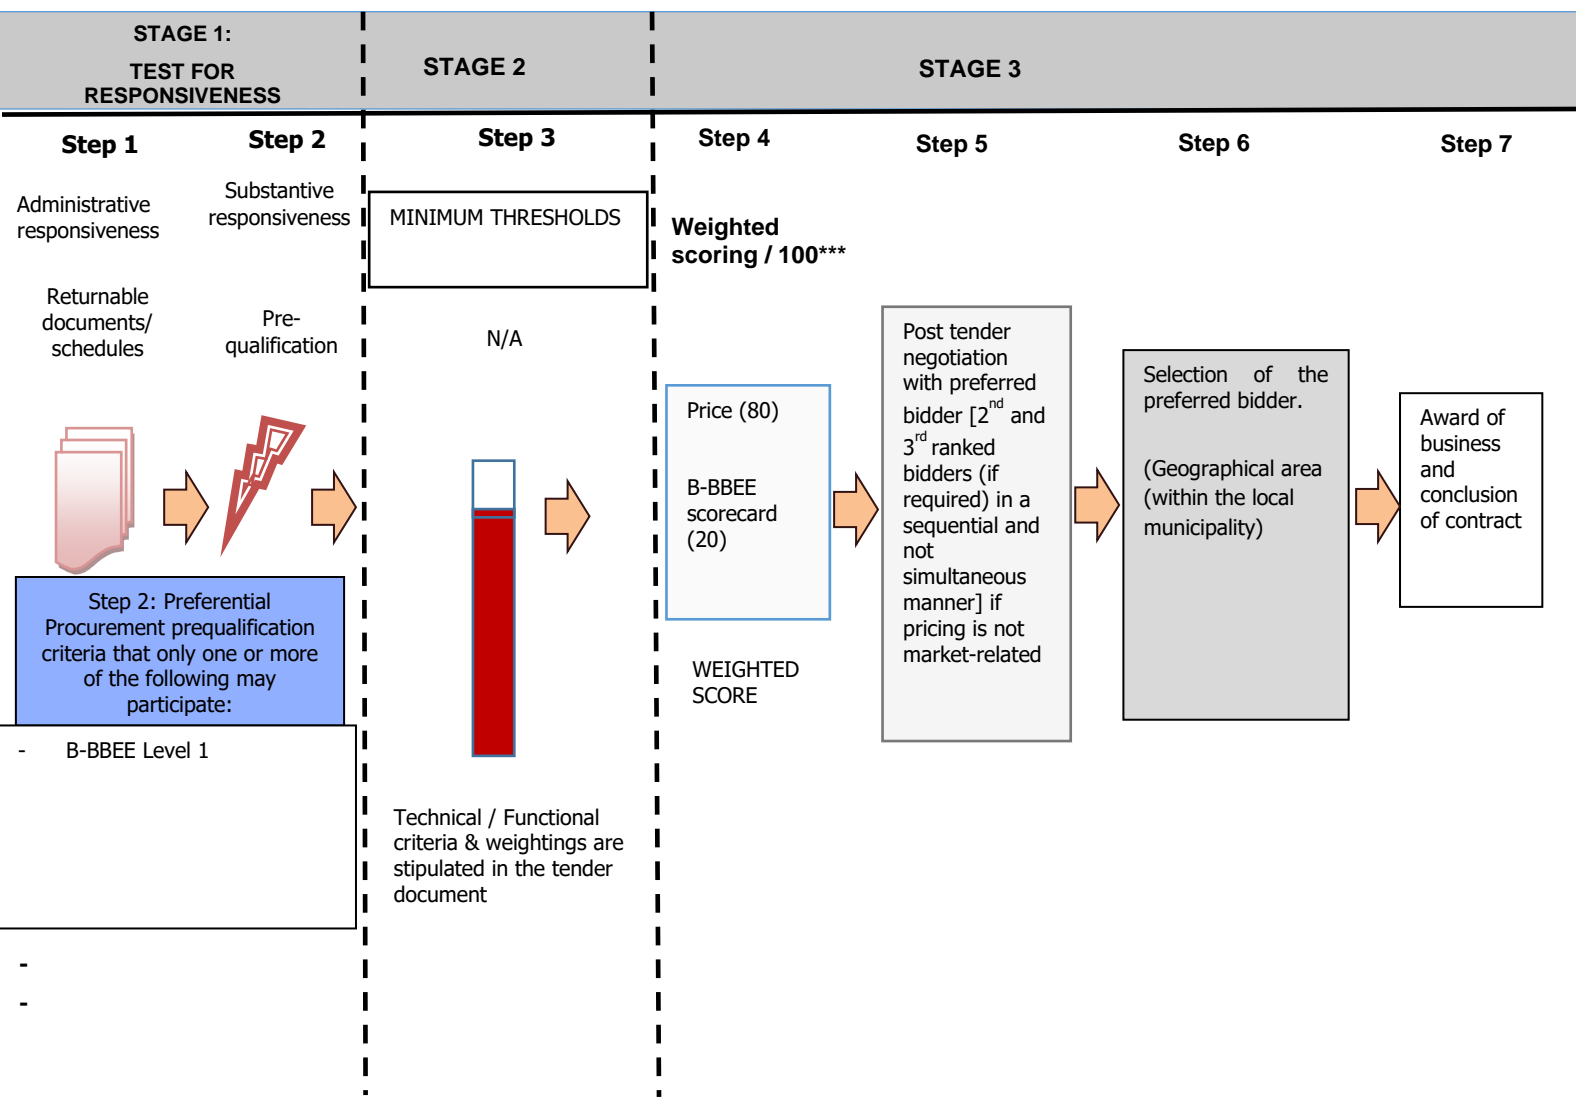 STAGE 1:
TEST FOR
RESPONSIVENESS
STAGE 2
STAGE 3
Step 1
Step 2
Step 3
Step 4
Step 5
Step 6
Step 7
Administrative
responsiveness
Substantive
responsiveness
MINIMUM THRESHOLDS
Weighted
scoring / 100***
Returnable
documents/
schedules
Pre-
qualification
N/A
Price (80)
B-BBEE
scorecard
(20)
WEIGHTED
SCORE
Post tender
negotiation
with preferred
bidder [2nd and
3rd ranked
bidders (if
required) in a
sequential and
not
simultaneous
manner] if
pricing is not
market-related
Selection of the
preferred bidder.
(Geographical area
(within the local
municipality)
Award of
business
and
conclusion
of contract
Step 2: Preferential
Procurement prequalification
criteria that only one or more
of the following may
participate:
- B-BBEE Level 1
Technical / Functional
criteria & weightings are
stipulated in the tender
document
-
-